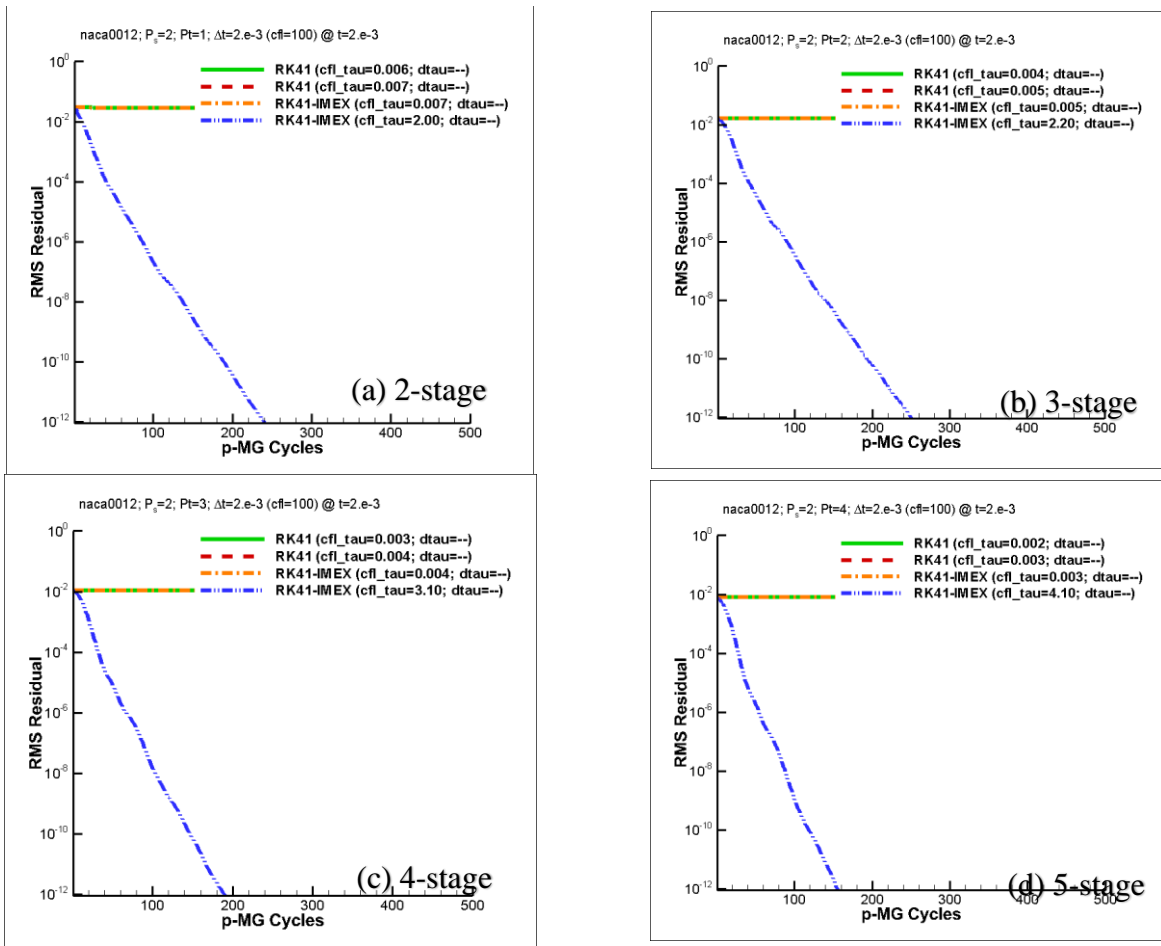 naca0012; Ps=2; Pt=1; Δt=2.e-3 (cfl=100) @ t=2.e-3
RK41 (cfl_tau=0.006; dtau=--)
RK41 (cfl_tau=0.007; dtau=--)
RK41-IMEX (cfl_tau=0.007; dtau=--)
RK41-IMEX (cfl_tau=2.00; dtau=--)
10^0
10^-2
10^-4
10^-6
10^-8
10^-10
10^-12
RMS Residual
100 200 300 400 500
p-MG Cycles
(a) 2-stage
naca0012; Ps=2; Pt=2; Δt=2.e-3 (cfl=100) @ t=2.e-3
RK41 (cfl_tau=0.004; dtau=--)
RK41 (cfl_tau=0.005; dtau=--)
RK41-IMEX (cfl_tau=0.005; dtau=--)
RK41-IMEX (cfl_tau=2.20; dtau=--)
10^0
10^-2
10^-4
10^-6
10^-8
10^-10
10^-12
RMS Residual
100 200 300 400 500
p-MG Cycles
(b) 3-stage
naca0012; Ps=2; Pt=3; Δt=2.e-3 (cfl=100) @ t=2.e-3
RK41 (cfl_tau=0.003; dtau=--)
RK41 (cfl_tau=0.004; dtau=--)
RK41-IMEX (cfl_tau=0.004; dtau=--)
RK41-IMEX (cfl_tau=3.10; dtau=--)
10^0
10^-2
10^-4
10^-6
10^-8
10^-10
10^-12
RMS Residual
100 200 300 400 500
p-MG Cycles
(c) 4-stage
naca0012; Ps=2; Pt=4; Δt=2.e-3 (cfl=100) @ t=2.e-3
RK41 (cfl_tau=0.002; dtau=--)
RK41 (cfl_tau=0.003; dtau=--)
RK41-IMEX (cfl_tau=0.003; dtau=--)
RK41-IMEX (cfl_tau=4.10; dtau=--)
10^0
10^-2
10^-4
10^-6
10^-8
10^-10
10^-12
RMS Residual
100 200 300 400 500
p-MG Cycles
(d) 5-stage